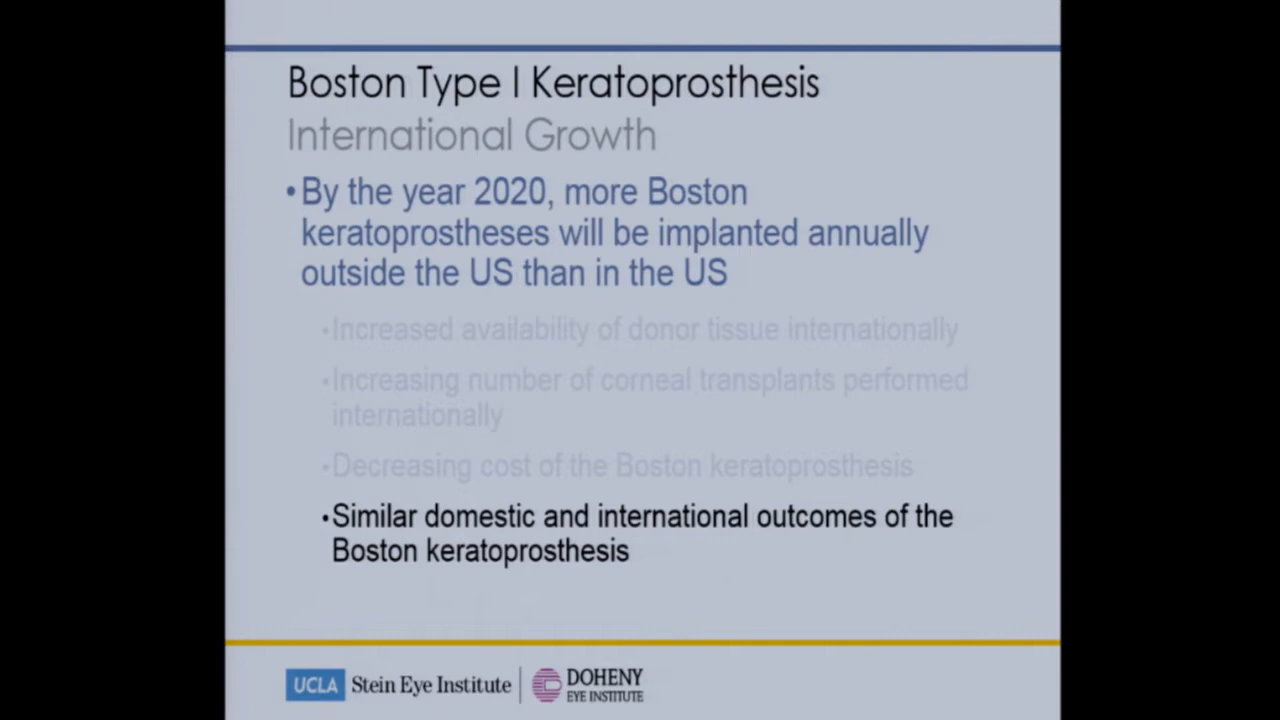 Boston Type I Keratoprosthesis
International Growth
•By the year 2020, more Boston
keratoprostheses will be implanted annually
outside the US than in the US
•Increased availability of donor tissue internationally
•Increasing number of corneal transplants performed
internationally
•Decreasing cost of the Boston keratoprosthesis
•Similar domestic and international outcomes of the
Boston keratoprosthesis
UCLA Stein Eye Institute DOHENY
EYE INSTITUTE